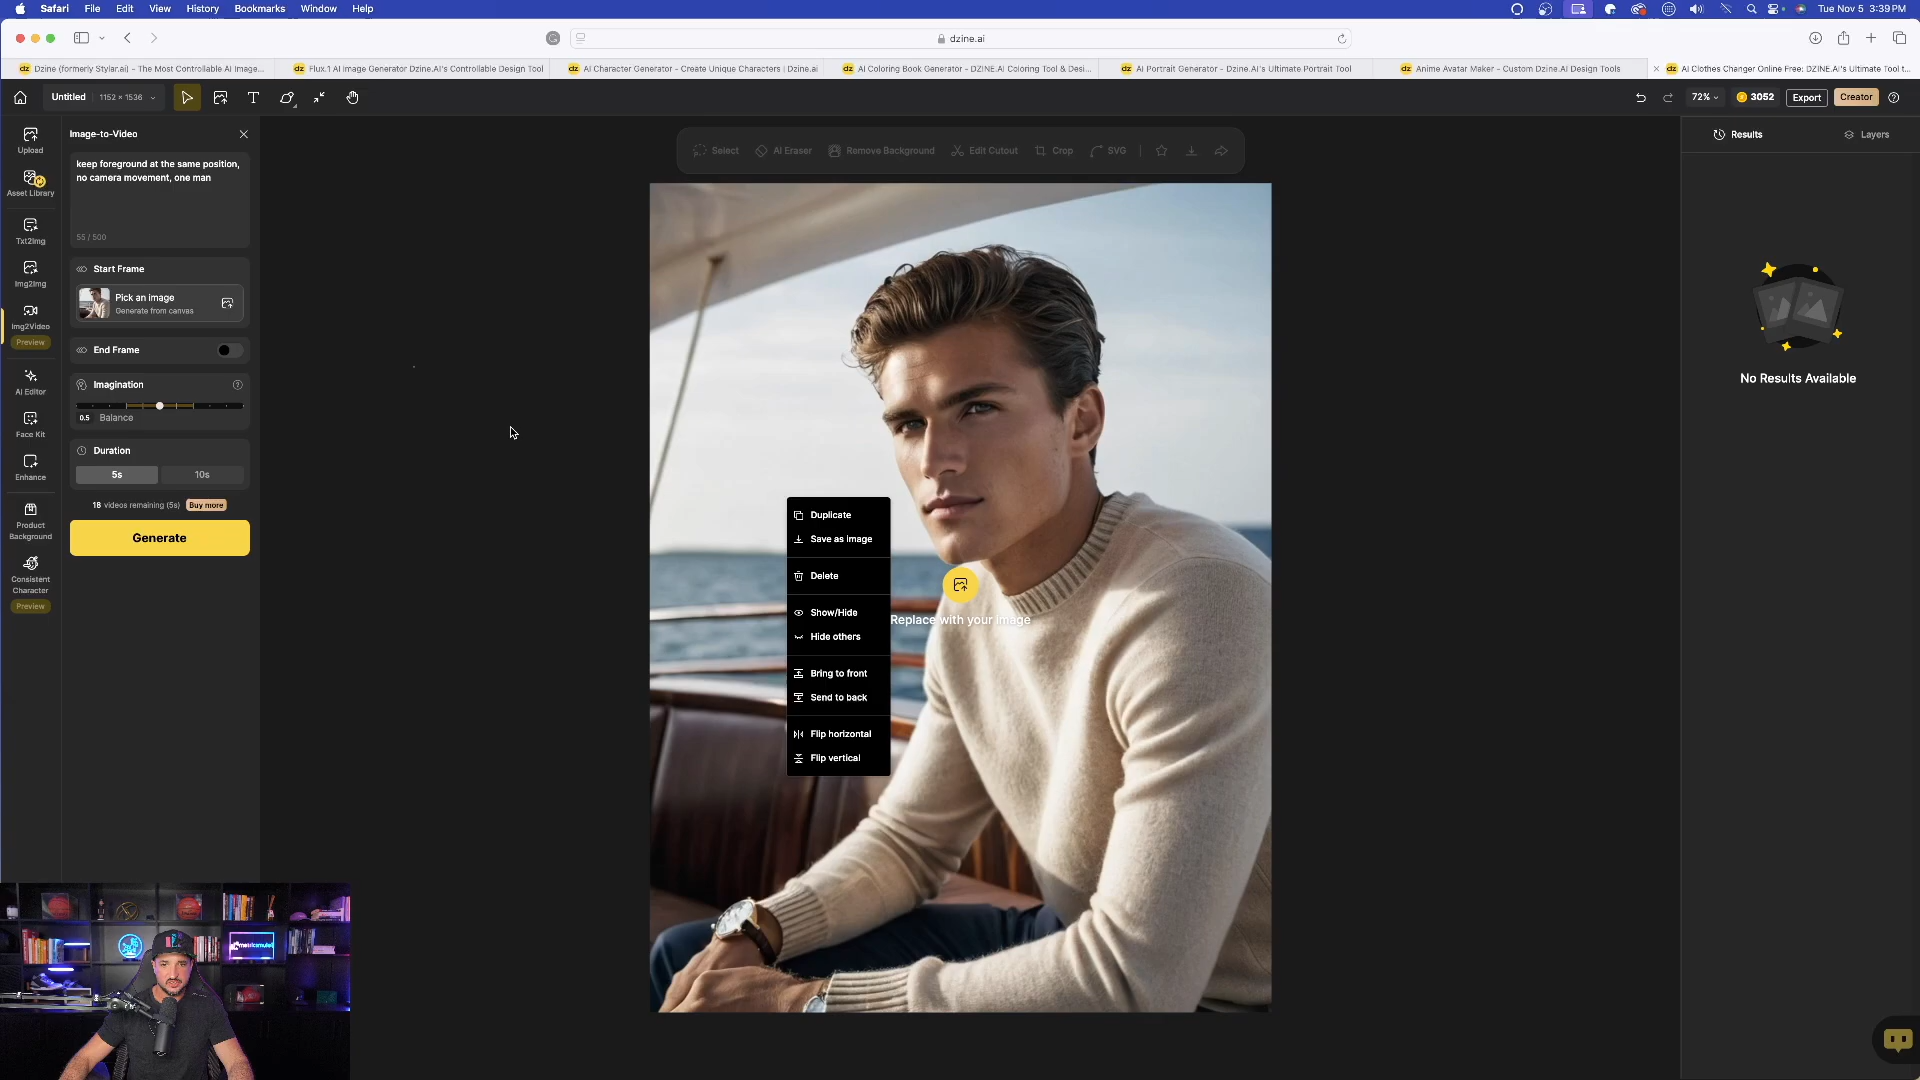 Safari File Edit View History Bookmarks Window Help
Tue Nov 5 3:39 PM
dzine.ai
Dzine (formerly Stylar.ai) - The Most Controllable AI Image...
Flux.1 AI Image Generator Dzine.AI's Controllable Design Tool
AI Character Generator - Create Unique Characters | Dzine.ai
AI Coloring Book Generator - DZINE.AI Coloring Tool & Desi...
AI Portrait Generator - Dzine.AI's Ultimate Portrait Tool
Anime Avatar Maker - Custom Dzine.AI Design Tools
AI Clothes Changer Online Free: DZINE.AI's Ultimate Tool t...
Untitled 1152 × 1536
T
72% 3052 Export Creator
Upload
Asset Library
Txt2Img
Img2Img
Img2Video
Preview
AI Editor
Face Kit
Enhance
Product
Background
Consistent
Character
Preview
Image-to-Video
keep foreground at the same position,
no camera movement, one man
55 / 500
Start Frame
Pick an image
Generate from canvas
End Frame
Imagination
0.5 Balance
Duration
5s 10s
18 videos remaining (5s) Buy more
Generate
Select AI Eraser Remove Background Edit Cutout Crop SVG
Duplicate
Save as image
Delete
Show/Hide
Hide others
Bring to front
Send to back
Flip horizontal
Flip vertical
Replace with your image
Results Layers
No Results Available